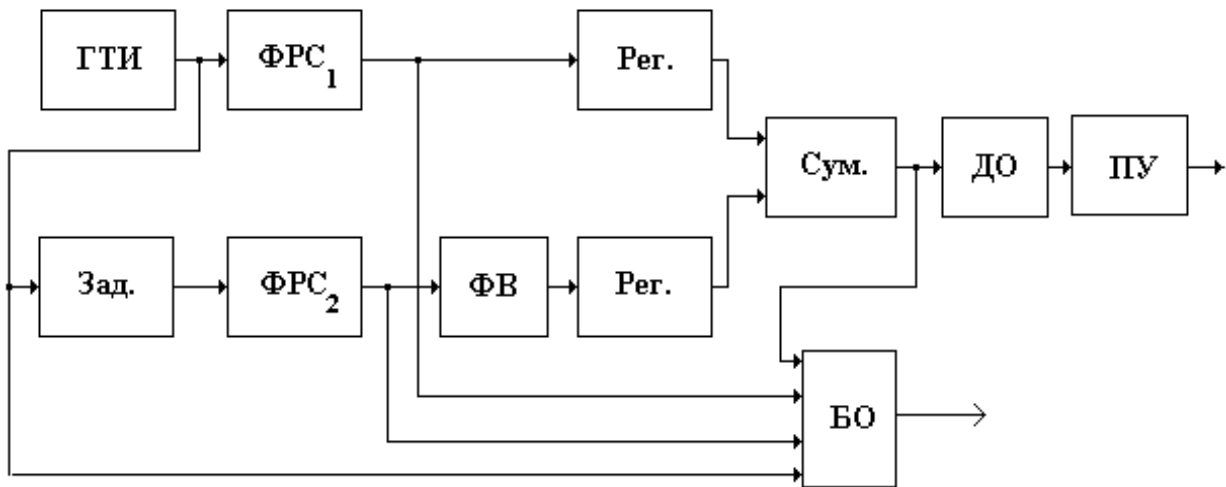 ГТИ
ФРС1
Рег.
Сум.
ДО
ПУ
Зад.
ФРС2
ФВ
Рег.
БО